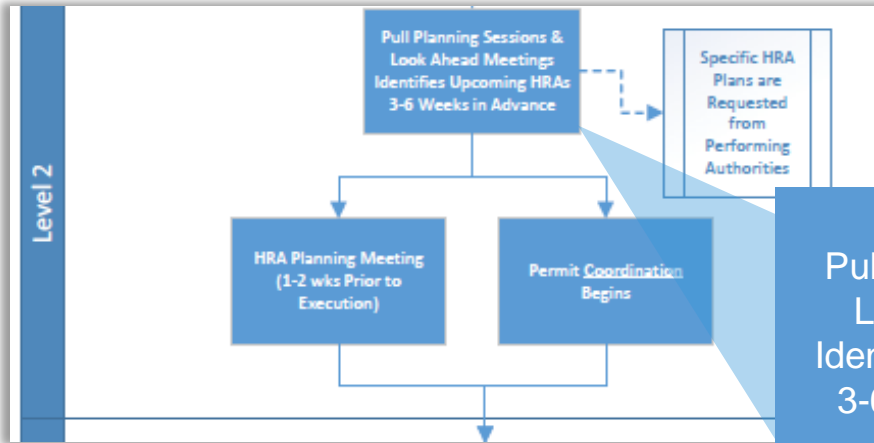 Level 2
Pull Planning Sessions &
Look Ahead Meetings
Identifies Upcoming HRAs
3-6 Weeks in Advance
Specific HRA
Plans are
Requested
from
Performing
Authorities
HRA Planning Meeting
(1-2 wks Prior to
Execution)
Permit Coordination
Begins